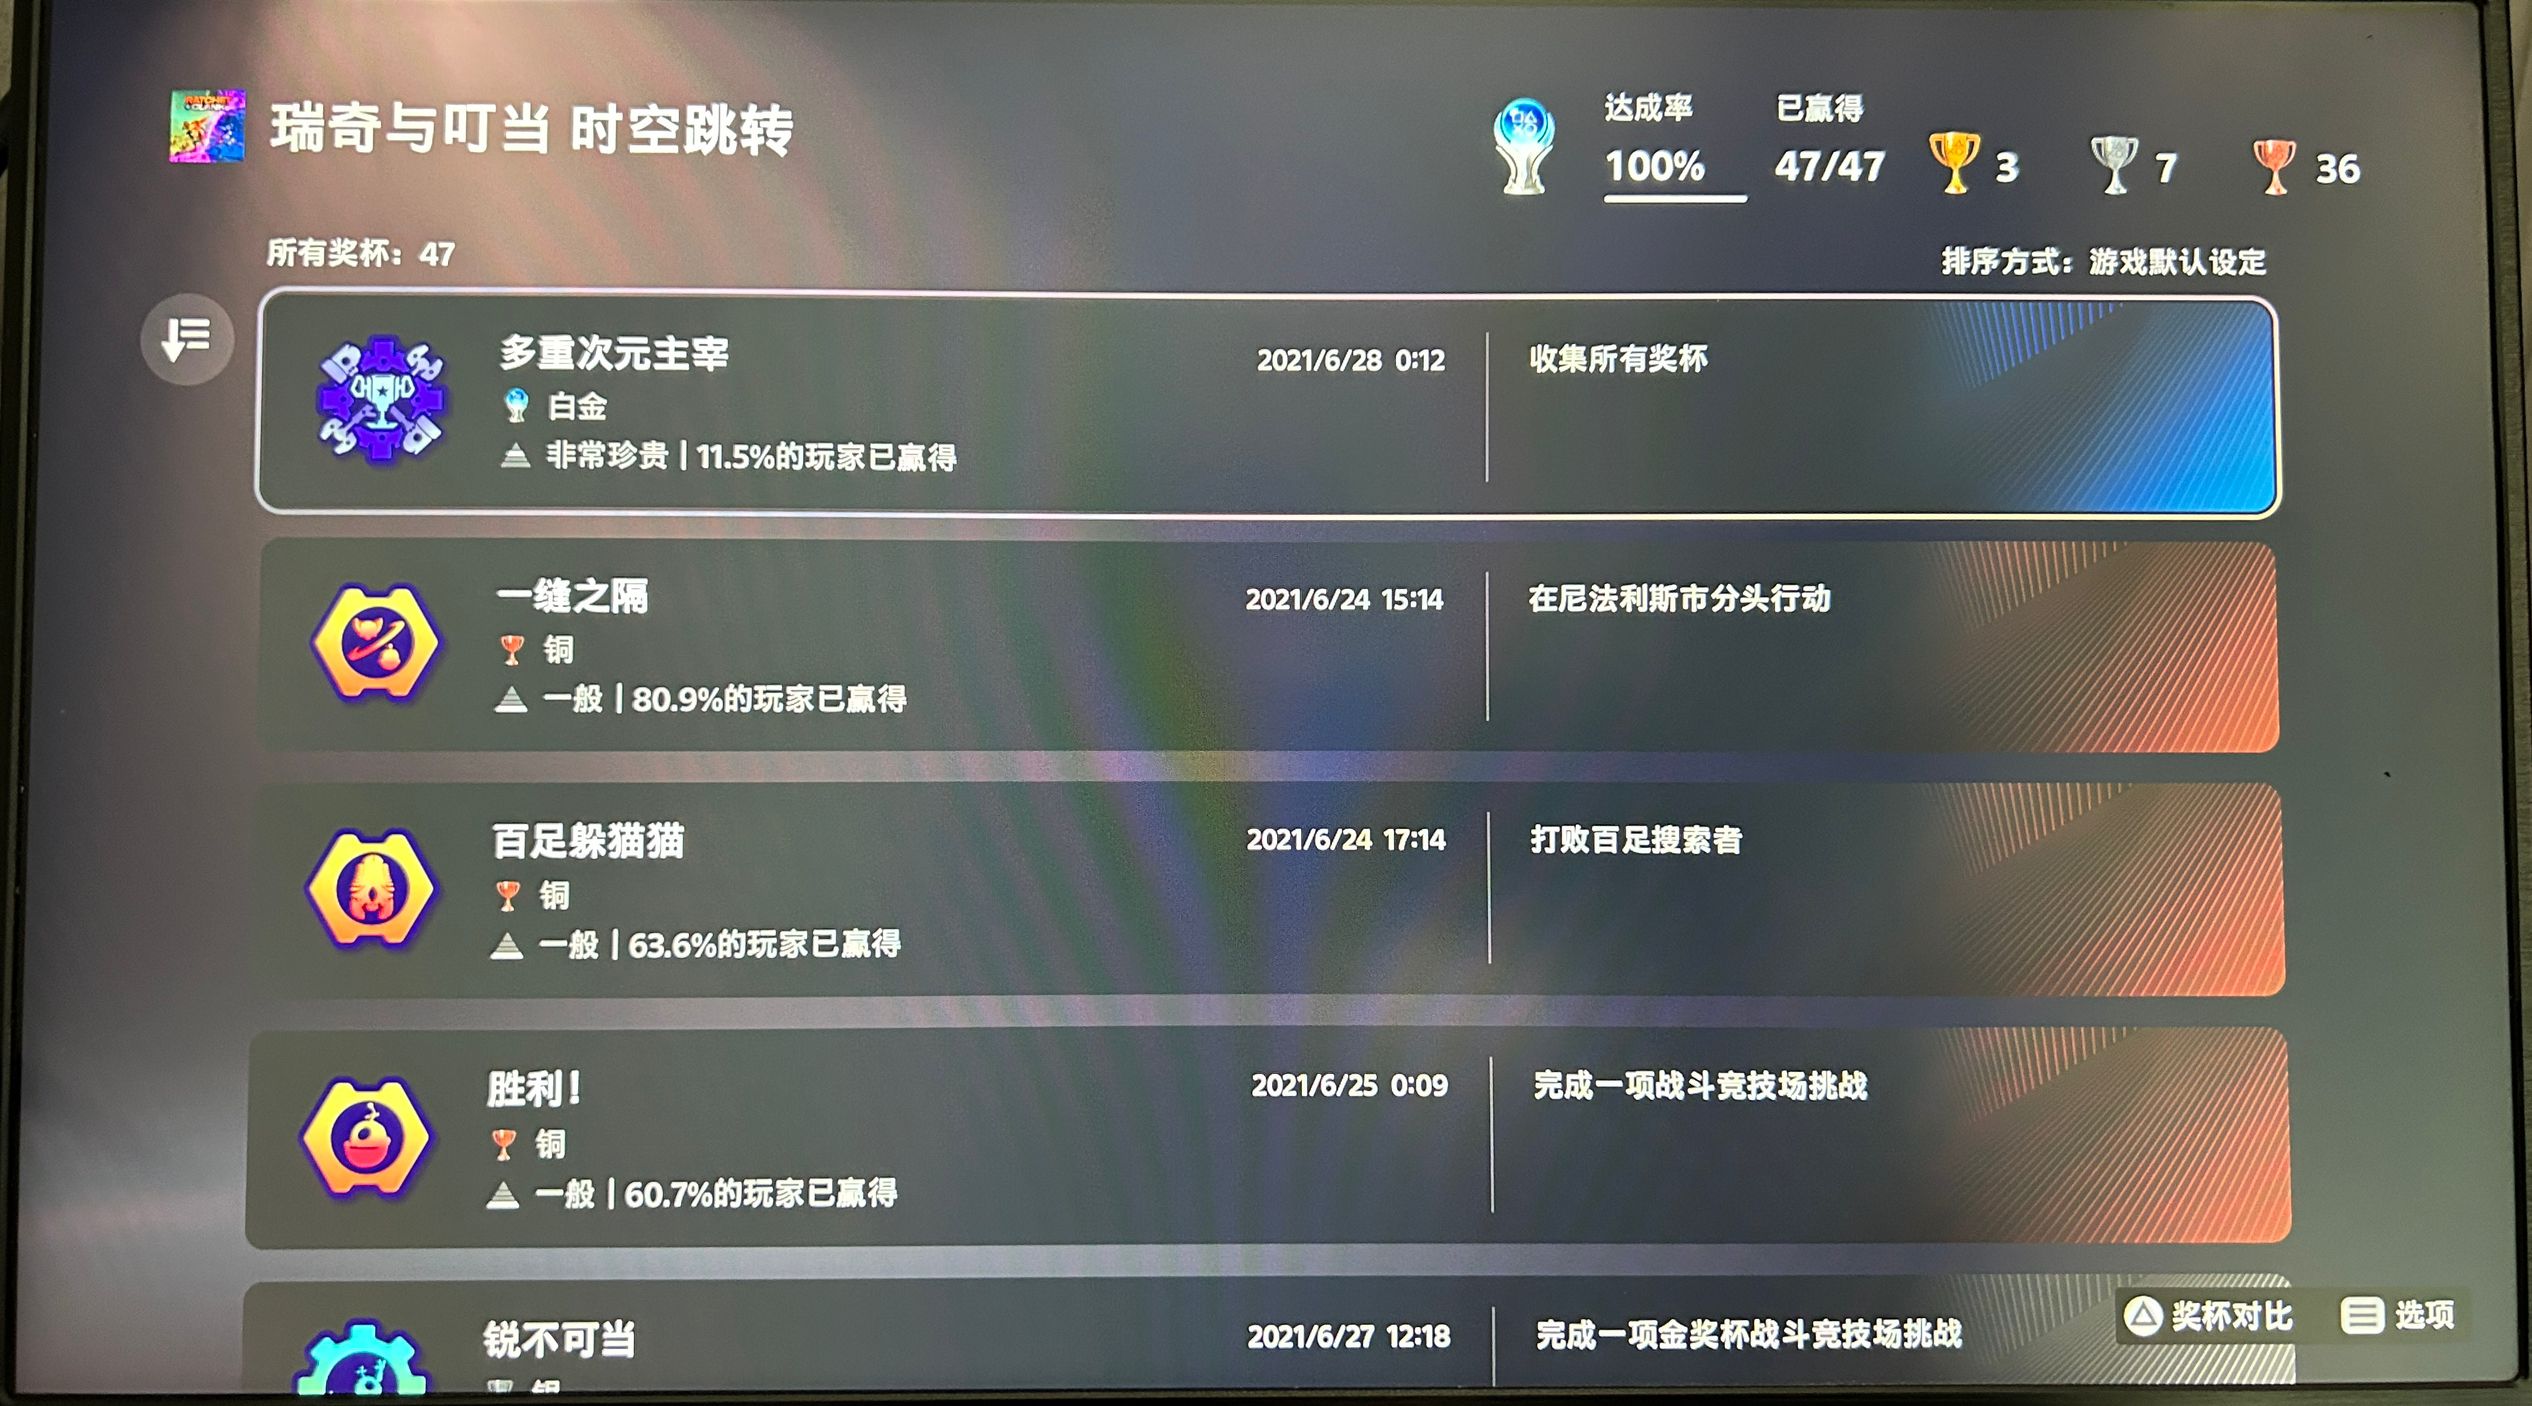 RATCHET
CLANK
瑞奇与叮当 时空跳转
达成率
已赢得
100%
47/47
3
7
36
所有奖杯：47
排序方式：游戏默认设定
多重次元主宰
2021/6/28 0:12
收集所有奖杯
白金
非常珍贵 | 11.5%的玩家已赢得
一缝之隔
2021/6/24 15:14
在尼法利斯市分头行动
铜
一般 | 80.9%的玩家已赢得
百足躲猫猫
2021/6/24 17:14
打败百足搜索者
铜
一般 | 63.6%的玩家已赢得
胜利！
2021/6/25 0:09
完成一项战斗竞技场挑战
铜
一般 | 60.7%的玩家已赢得
锐不可当
2021/6/27 12:18
完成一项金奖杯战斗竞技场挑战
奖杯对比
选项